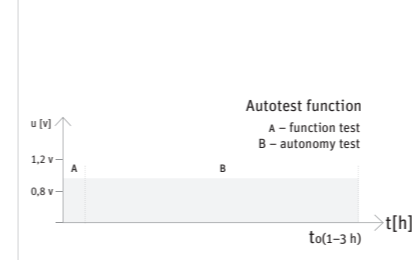 Autotest function
A – function test
B – autonomy test
u [v]
1,2 v
A
B
0,8 v
t[h]
to(1–3 h)